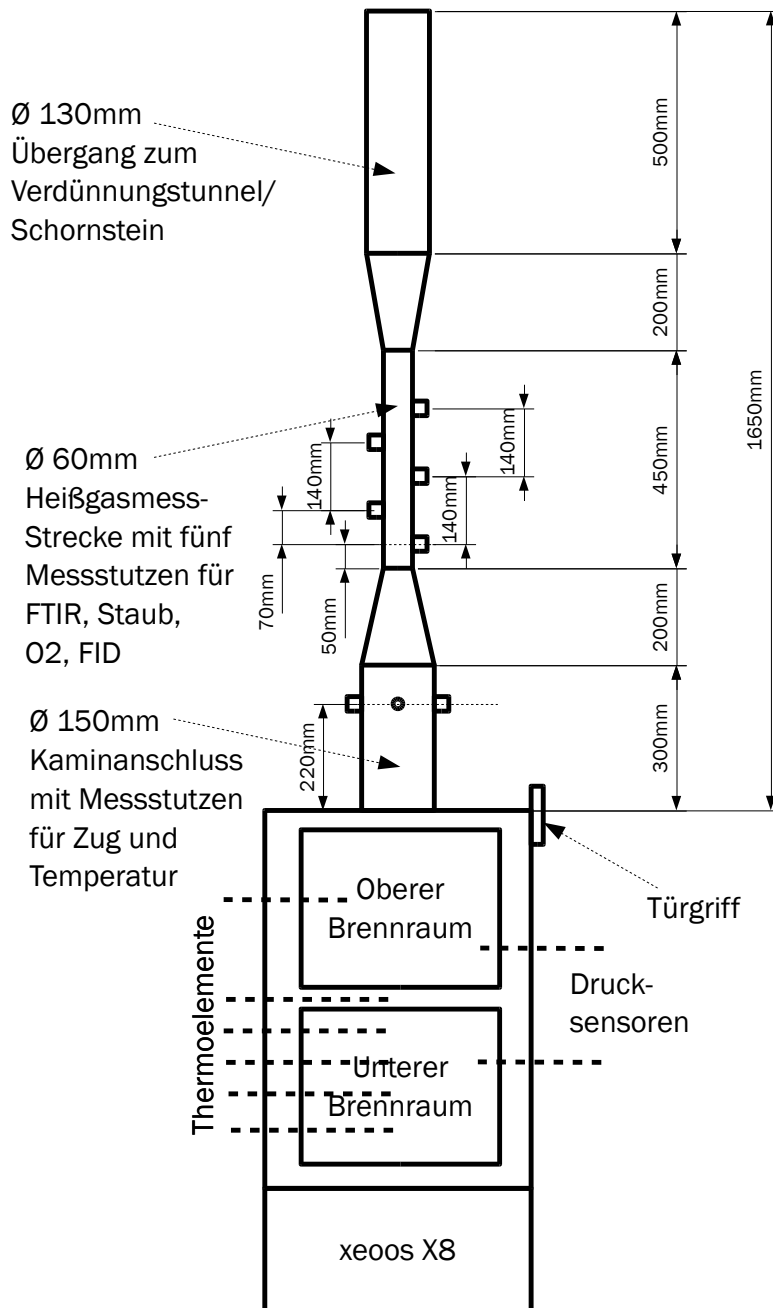 Ø 130mm
Übergang zum
Verdünnungstunnel/
Schornstein
500mm
200mm
1650mm
450mm
140mm
140mm
140mm
70mm
50mm
Ø 60mm
Heißgasmess-
Strecke mit fünf
Messstutzen für
FTIR, Staub,
O2, FID
200mm
Ø 150mm
Kaminanschluss
mit Messstutzen
für Zug und
Temperatur
220mm
300mm
Türgriff
Oberer
Brennraum
Thermoelemente
Druck-
sensoren
Unterer
Brennraum
xeoos X8